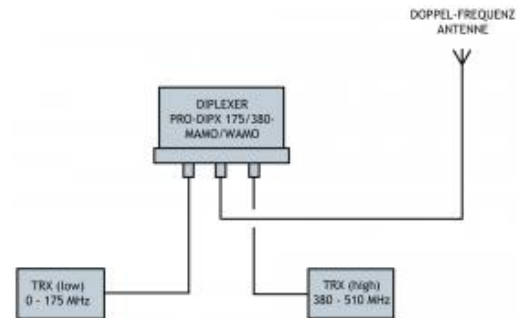 DOPPEL-FREQUENZ
ANTENNE
DIPLEXER
PRO-DIPX 175/380-
MAMO/WAMO
TRX (low)
0 - 175 MHz
TRX (high)
380 - 510 MHz